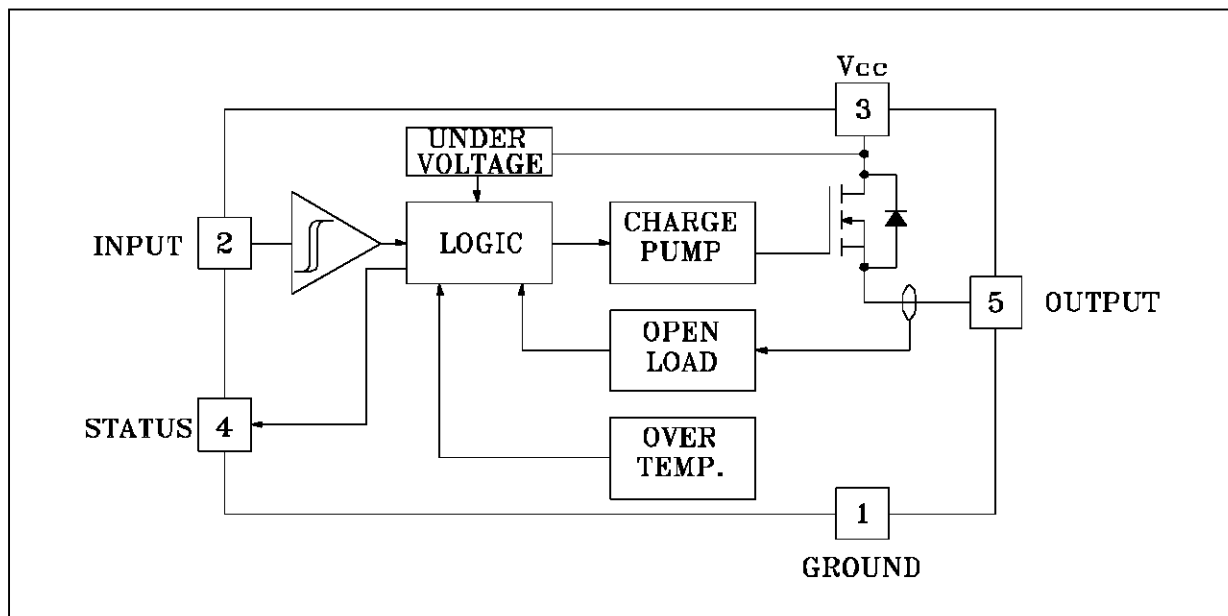 Vcc
3
UNDER
VOLTAGE
INPUT
2
LOGIC
CHARGE
PUMP
5
OUTPUT
OPEN
LOAD
STATUS
4
OVER
TEMP.
1
GROUND